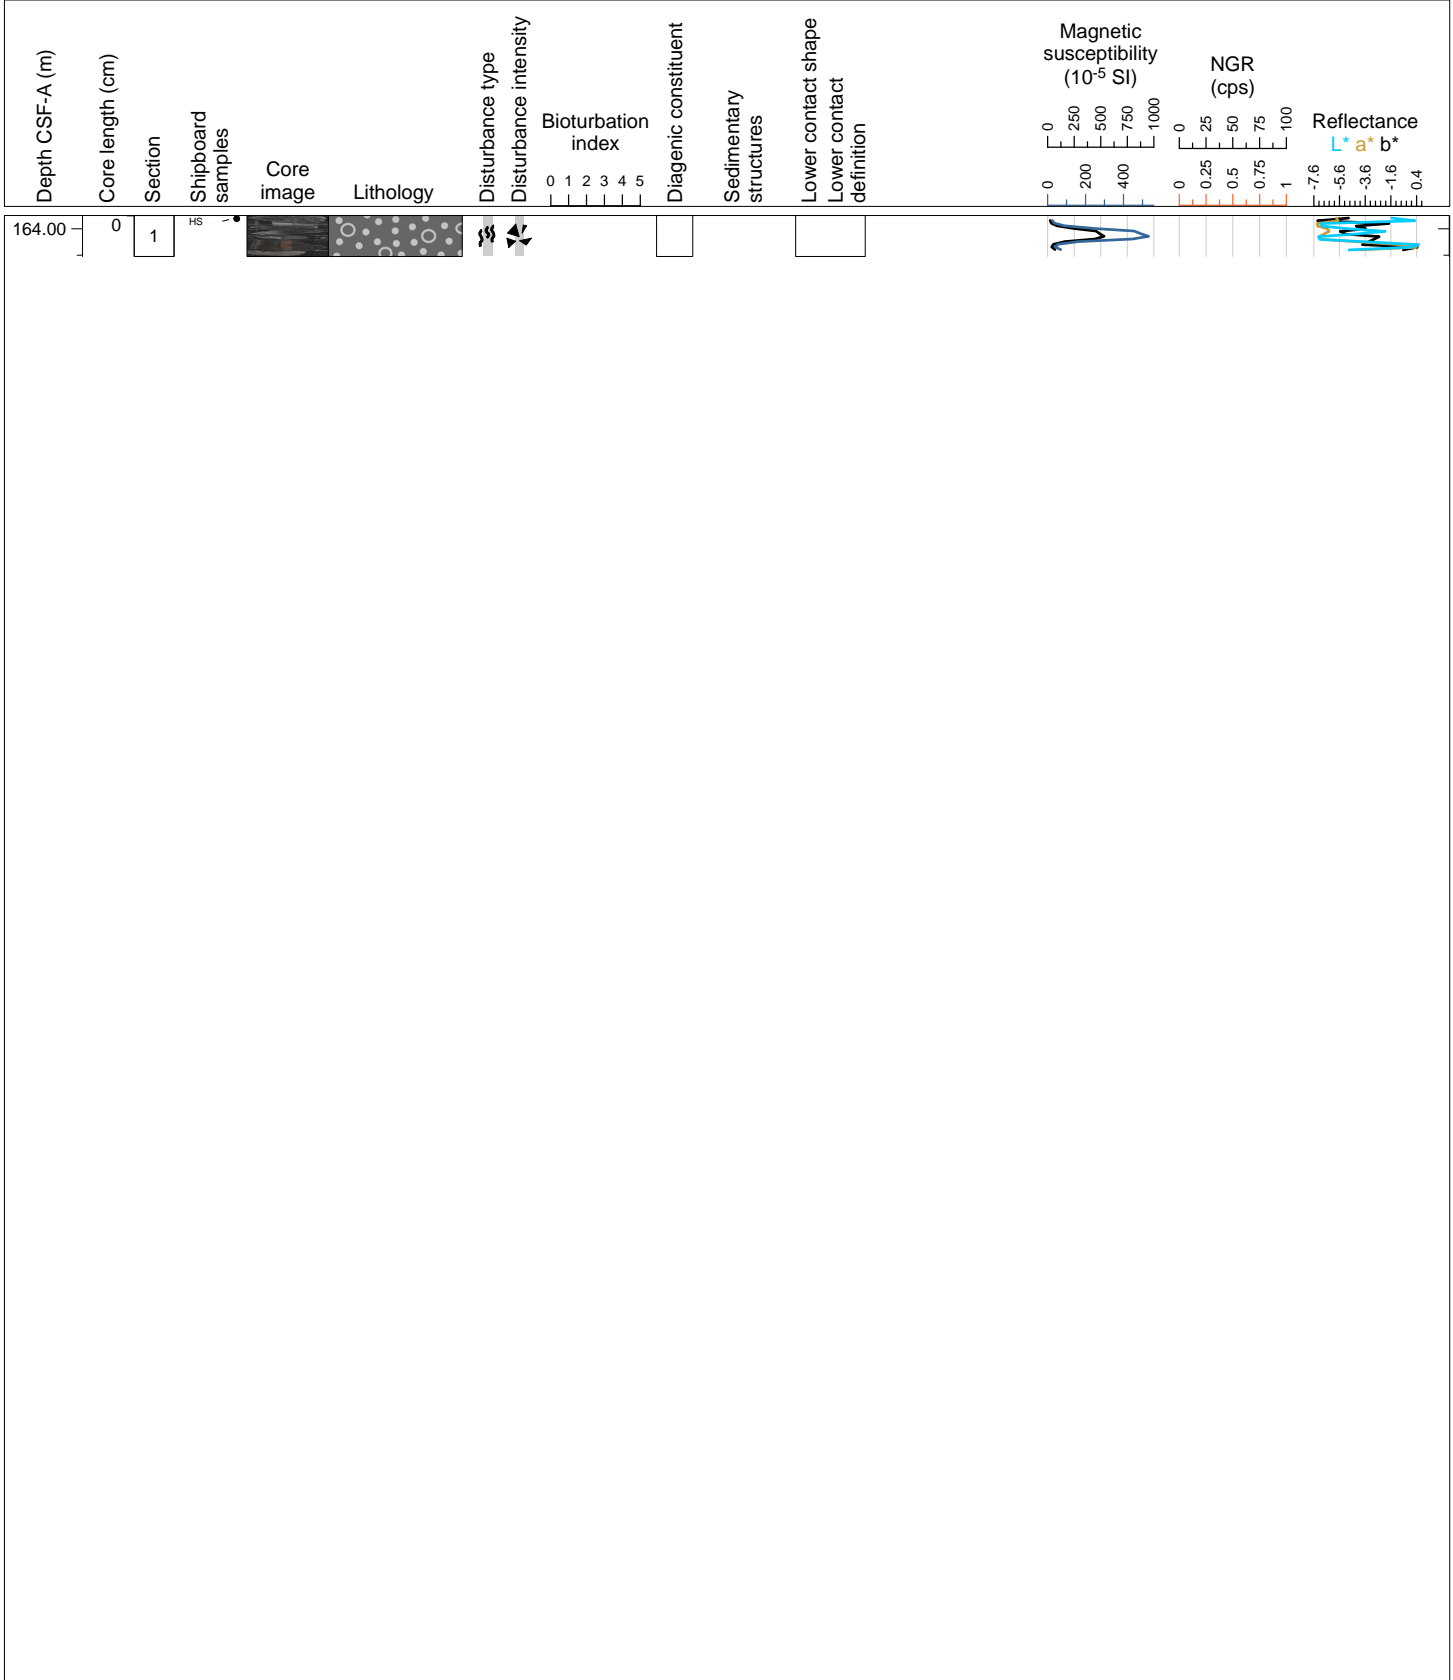 Depth CSF-A (m)
Core length (cm)
Section
Shipboard
samples
Core
image
Lithology
Disturbance type
Disturbance intensity
Bioturbation
index
0 1 2 3 4 5
Diagenic constituent
Sedimentary
structures
Lower contact shape
Lower contact
definition
Magnetic
susceptibility
(10-5 SI)
0 250 500 750 1000
0 200 400
NGR
(cps)
0 25 50 75 100
0 0.25 0.5 0.75 1
Reflectance
L* a* b*
-7.6 -5.6 -3.6 -1.6 0.4
164.00
0
1
HS